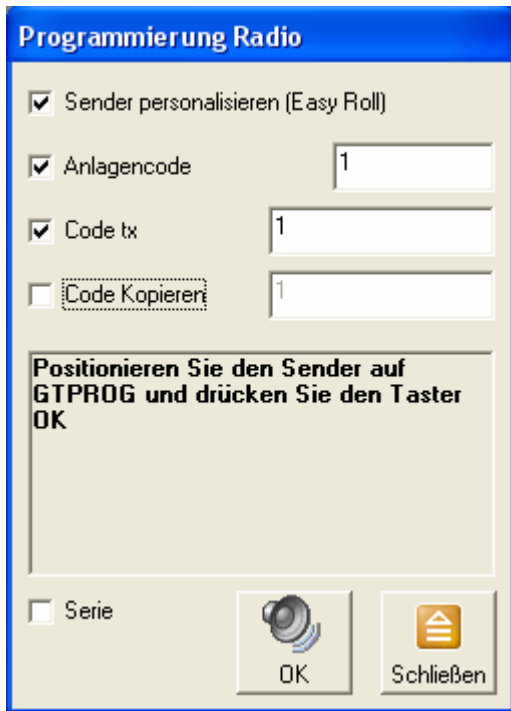 Programmierung Radio
Sender personalisieren (Easy Roll)
Anlagencode 1
Code tx 1
Code Kopieren 1
Positionieren Sie den Sender auf
GTPROG und drücken Sie den Taster
OK
Serie
OK
Schließen